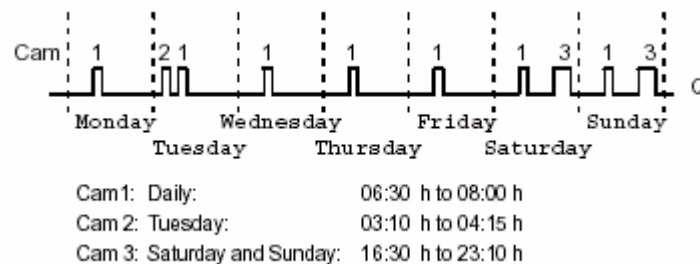 Cam 1 2 1 1 1 1 1 3 1 3
Monday Wednesday Friday Sunday
Tuesday Thursday Saturday
Cam1: Daily: 06:30 h to 08:00 h
Cam 2: Tuesday: 03:10 h to 04:15 h
Cam 3: Saturday and Sunday: 16:30 h to 23:10 h